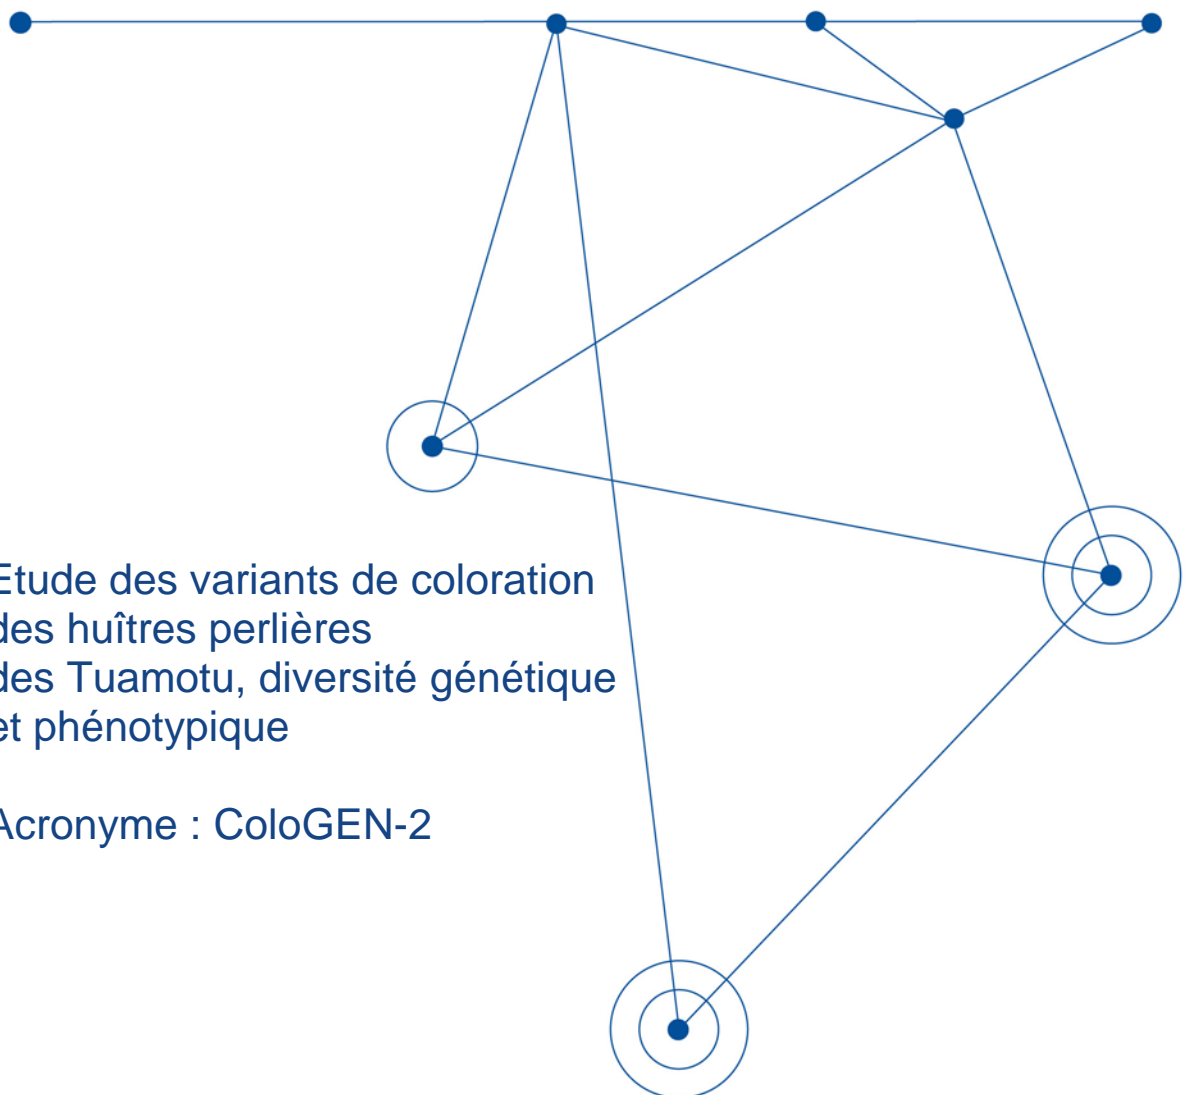 Etude des variants de coloration
des huîtres perlières
des Tuamotu, diversité génétique
et phénotypique
Acronyme : ColoGEN-2